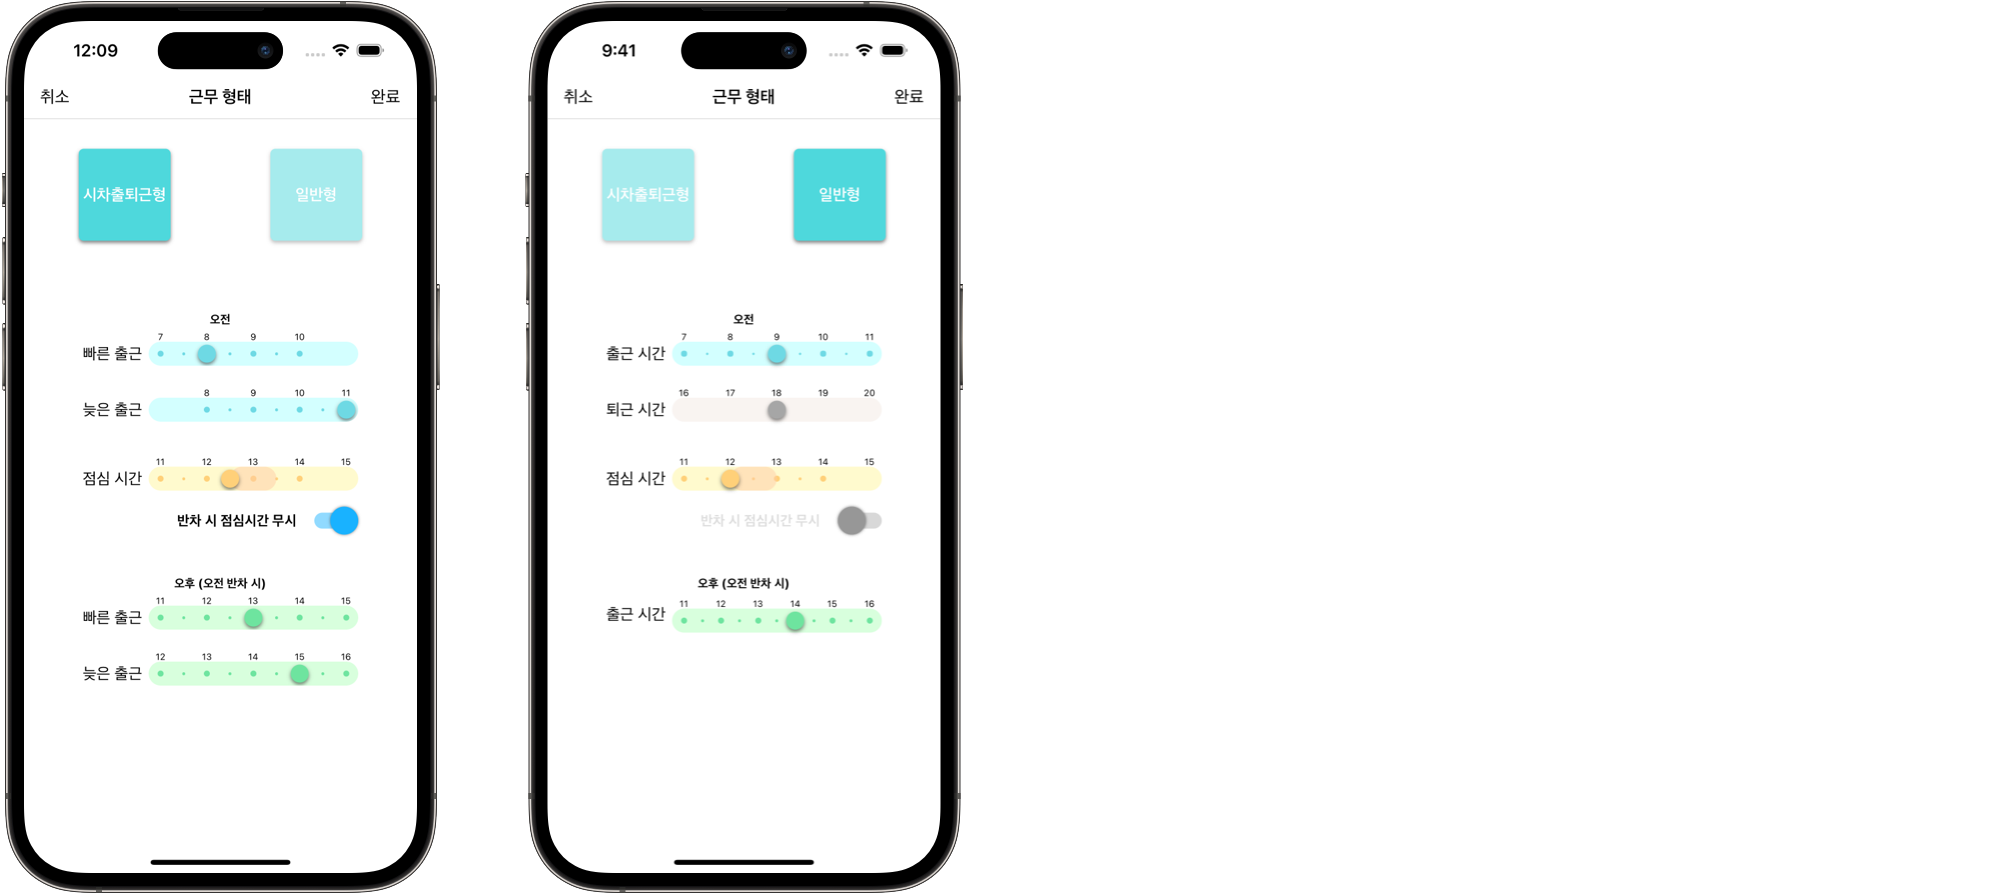 12:09
취소 근무 형태 완료
시차출퇴근형 일반형
오전
7 8 9 10
빠른 출근
8 9 10 11
늦은 출근
11 12 13 14 15
점심 시간
반차 시 점심시간 무시
오후 (오전 반차 시)
11 12 13 14 15
빠른 출근
12 13 14 15 16
늦은 출근
9:41
취소 근무 형태 완료
시차출퇴근형 일반형
오전
7 8 9 10 11
출근 시간
16 17 18 19 20
퇴근 시간
11 12 13 14 15
점심 시간
반차 시 점심시간 무시
오후 (오전 반차 시)
11 12 13 14 15 16
출근 시간